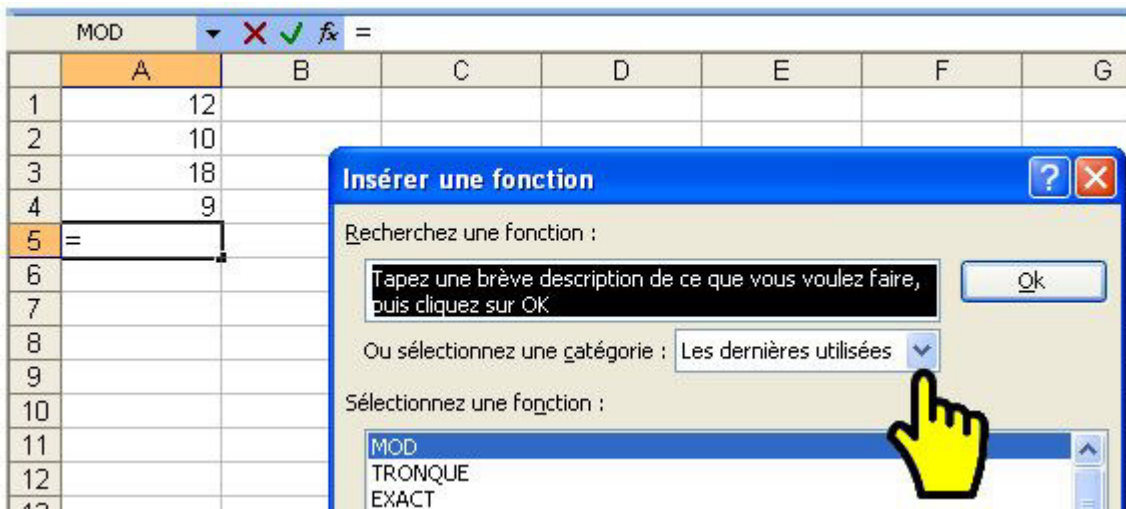 MOD fx =
A B C D E F G
1 12
2 10
3 18
4 9
5 =
6
7
8
9
10
11
12
13
Insérer une fonction
Recherchez une fonction :
Tapez une brève description de ce que vous voulez faire,
puis cliquez sur OK
Ok
Ou sélectionnez une catégorie : Les dernières utilisées
Sélectionnez une fonction :
MOD
TRONQUE
EXACT